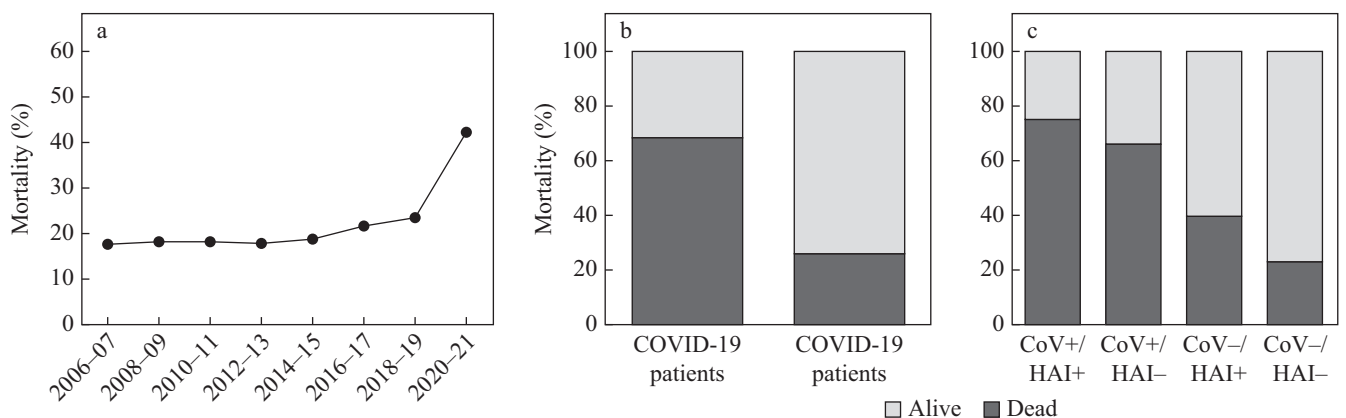 a
Mortality (%)
60
50
40
30
20
10
0
2006–07
2008–09
2010–11
2012–13
2014–15
2016–17
2018–19
2020–21
b
Mortality (%)
100
80
60
40
20
0
COVID-19
patients
COVID-19
patients
c
100
80
60
40
20
0
CoV+/
HAI+
CoV+/
HAI–
CoV–/
HAI+
CoV–/
HAI–
Alive
Dead